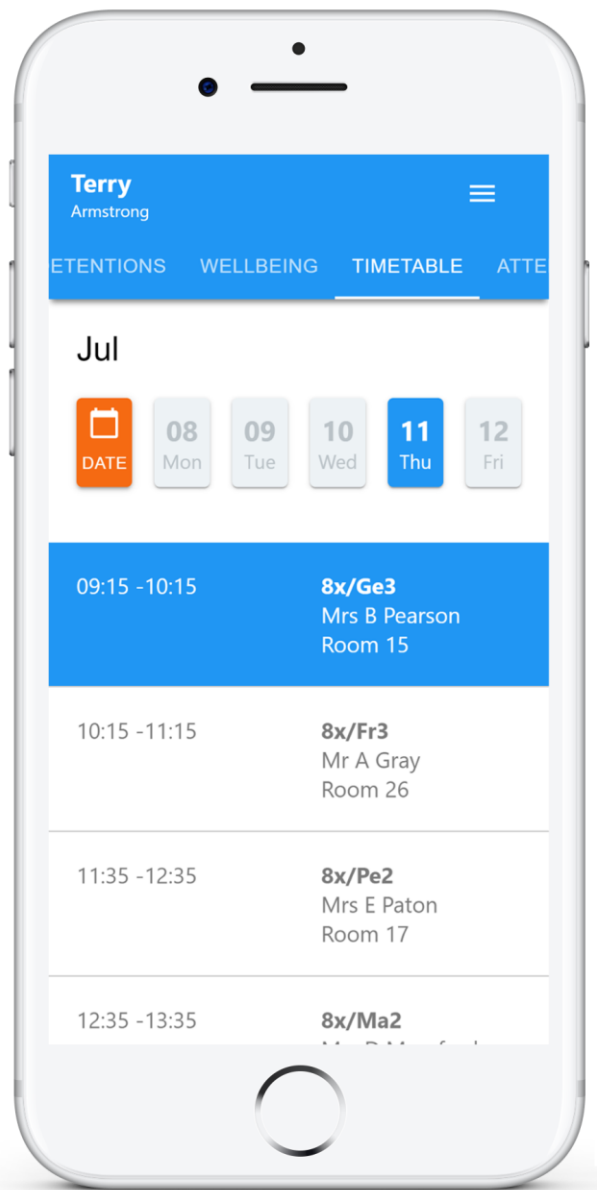 Terry
Armstrong
ETENTIONS WELLBEING TIMETABLE ATTE
Jul
08 09 10 11 12
DATE Mon Tue Wed Thu Fri
09:15 -10:15 8x/Ge3
Mrs B Pearson
Room 15
10:15 -11:15 8x/Fr3
Mr A Gray
Room 26
11:35 -12:35 8x/Pe2
Mrs E Paton
Room 17
12:35 -13:35 8x/Ma2